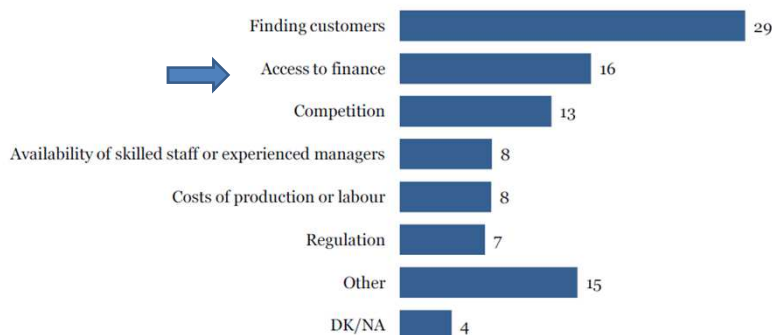 Finding customers 29
Access to finance 16
Competition 13
Availability of skilled staff or experienced managers 8
Costs of production or labour 8
Regulation 7
Other 15
DK/NA 4